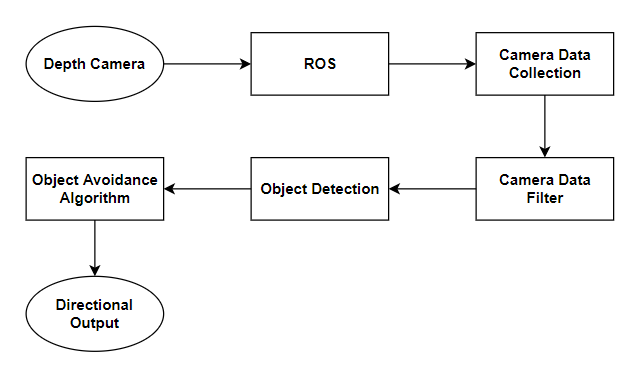 Depth Camera
ROS
Camera Data
Collection
Object Avoidance
Algorithm
Object Detection
Camera Data
Filter
Directional
Output